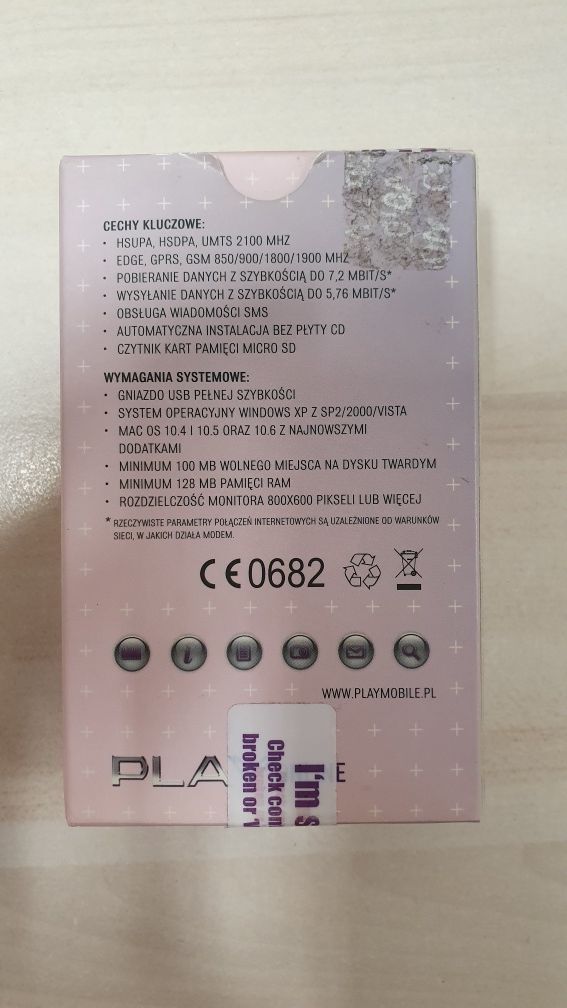 CECHY KLUCZOWE:
• HSUPA, HSDPA, UMTS 2100 MHZ
• EDGE, GPRS, GSM 850/900/1800/1900 MHZ
• POBIERANIE DANYCH Z SZYBKOŚCIĄ DO 7,2 MBIT/S*
• WYSYŁANIE DANYCH Z SZYBKOŚCIĄ DO 5,76 MBIT/S*
• OBSŁUGA WIADOMOŚCI SMS
• AUTOMATYCZNA INSTALACJA BEZ PŁYTY CD
• CZYTNIK KART PAMIĘCI MICRO SD
WYMAGANIA SYSTEMOWE:
• GNIAZDO USB PEŁNEJ SZYBKOŚCI
• SYSTEM OPERACYJNY WINDOWS XP Z SP2/2000/VISTA
• MAC OS 10.4 I 10.5 ORAZ 10.6 Z NAJNOWSZYMI
DODATKAMI
• MINIMUM 100 MB WOLNEGO MIEJSCA NA DYSKU TWARDYM
• MINIMUM 128 MB PAMIĘCI RAM
• ROZDZIELCZOŚĆ MONITORA 800X600 PIKSELI LUB WIĘCEJ
* RZECZYWISTE PARAMETRY POŁĄCZEŃ INTERNETOWYCH SĄ UZALEŻNIONE OD WARUNKÓW
SIECI, W JAKICH DZIAŁA MODEM.
CE0682
WWW.PLAYMOBILE.PL
PLA
E
I'm s
Check con
broken or